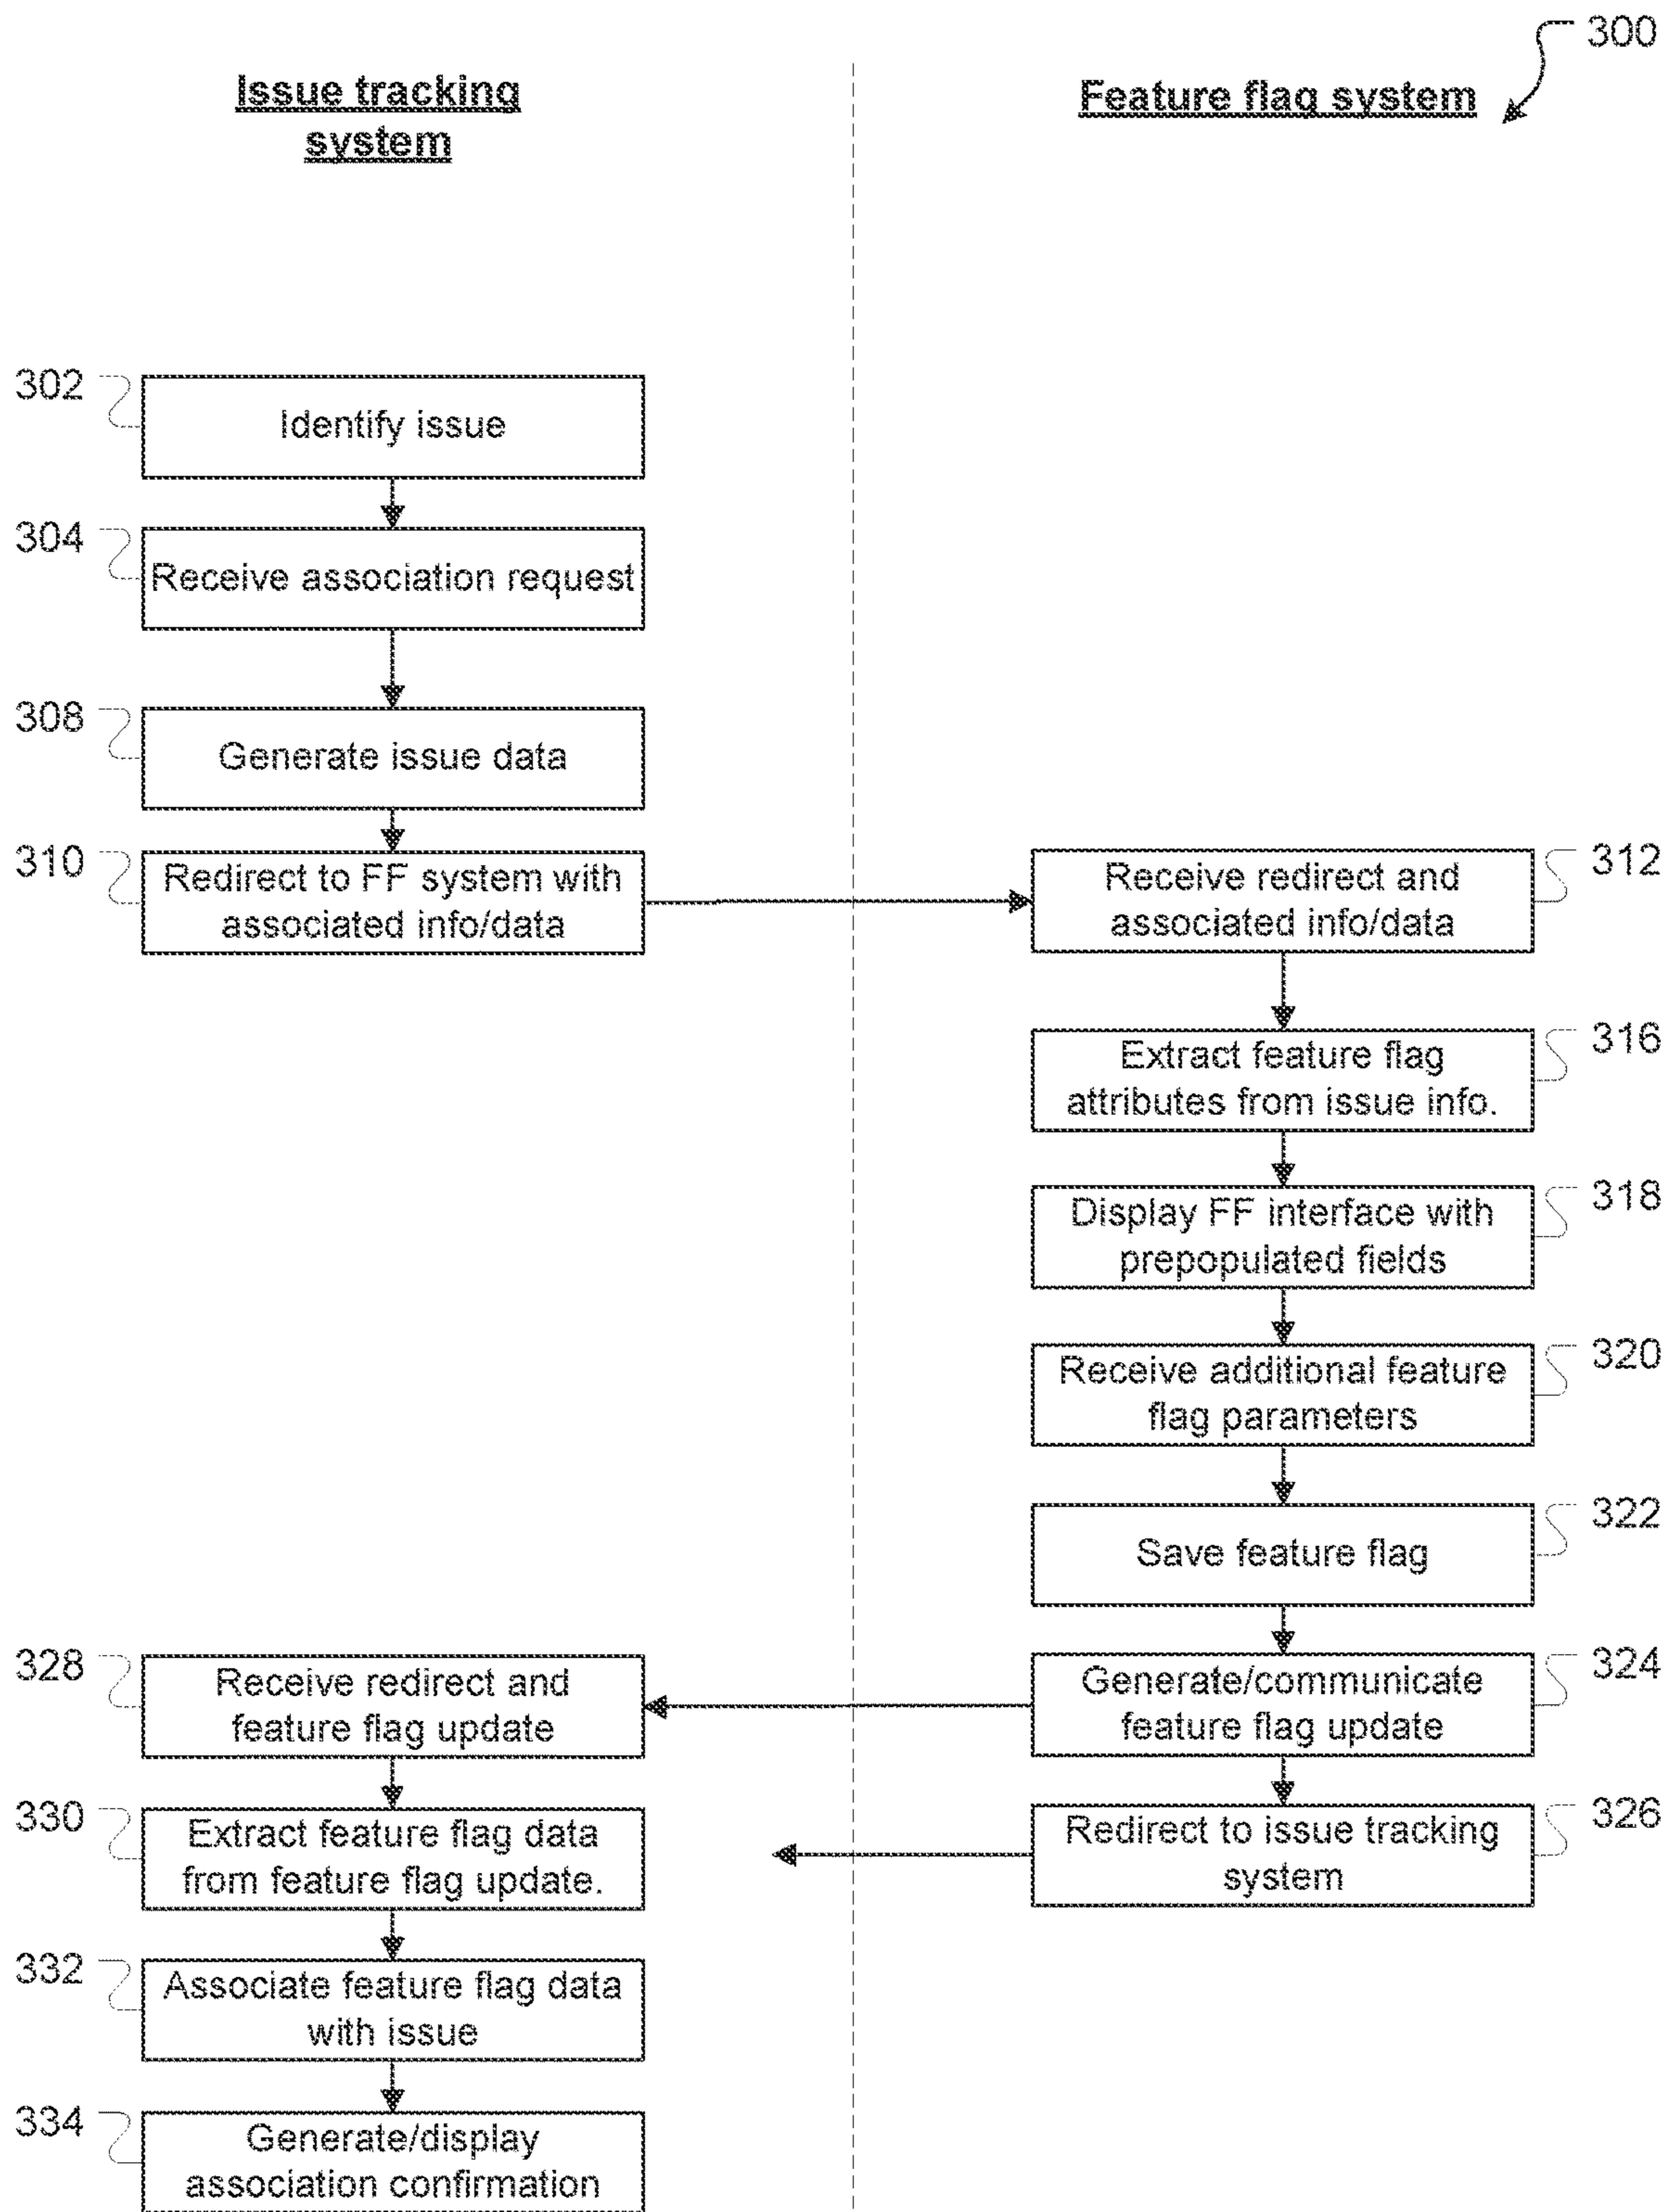 300
Issue tracking
system
Feature flag system
302
Identify issue
304
Receive association request
308
Generate issue data
310
Redirect to FF system with
associated info/data
312
Receive redirect and
associated info/data
316
Extract feature flag
attributes from issue info.
318
Display FF interface with
prepopulated fields
320
Receive additional feature
flag parameters
322
Save feature flag
324
Generate/communicate
feature flag update
326
Redirect to issue tracking
system
328
Receive redirect and
feature flag update
330
Extract feature flag data
from feature flag update.
332
Associate feature flag data
with issue
334
Generate/display
association confirmation